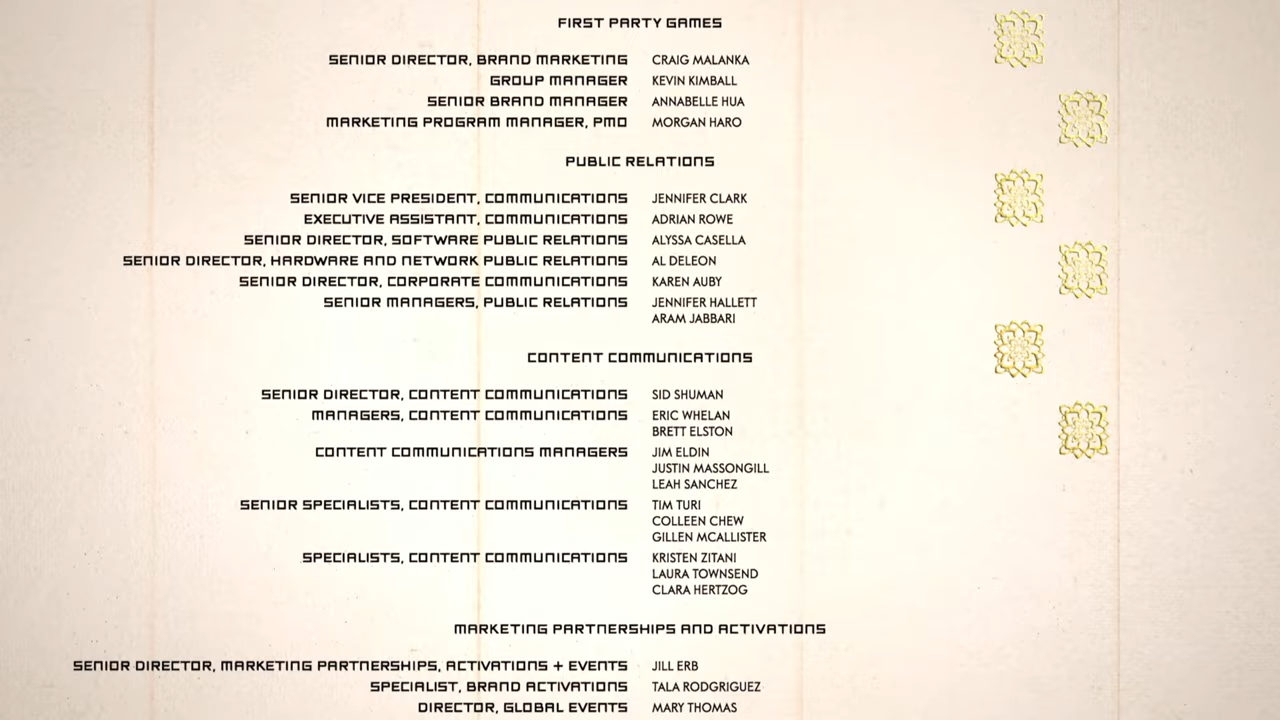 FIRST PARTY GAMES
SENIOR DIRECTOR, BRAND MARKETING CRAIG MALANKA
GROUP MANAGER KEVIN KIMBALL
SENIOR BRAND MANAGER ANNABELLE HUA
MARKETING PROGRAM MANAGER, PMO MORGAN HARO
PUBLIC RELATIONS
SENIOR VICE PRESIDENT, COMMUNICATIONS JENNIFER CLARK
EXECUTIVE ASSISTANT, COMMUNICATIONS ADRIAN ROWE
SENIOR DIRECTOR, SOFTWARE PUBLIC RELATIONS ALYSSA CASELLA
SENIOR DIRECTOR, HARDWARE AND NETWORK PUBLIC RELATIONS AL DELEON
SENIOR DIRECTOR, CORPORATE COMMUNICATIONS KAREN AUBY
SENIOR MANAGERS, PUBLIC RELATIONS JENNIFER HALLETT
ARAM JABBARI
CONTENT COMMUNICATIONS
SENIOR DIRECTOR, CONTENT COMMUNICATIONS SID SHUMAN
MANAGERS, CONTENT COMMUNICATIONS ERIC WHELAN
BRETT ELSTON
CONTENT COMMUNICATIONS MANAGERS JIM ELDIN
JUSTIN MASSONGILL
LEAH SANCHEZ
SENIOR SPECIALISTS, CONTENT COMMUNICATIONS TIM TURI
COLLEEN CHEW
GILLEN MCALLISTER
SPECIALISTS, CONTENT COMMUNICATIONS KRISTEN ZITANI
LAURA TOWNSEND
CLARA HERTZOG
MARKETING PARTNERSHIPS AND ACTIVATIONS
SENIOR DIRECTOR, MARKETING PARTNERSHIPS, ACTIVATIONS + EVENTS JILL ERB
SPECIALIST, BRAND ACTIVATIONS TALA RODGRIGUEZ
DIRECTOR, GLOBAL EVENTS MARY THOMAS